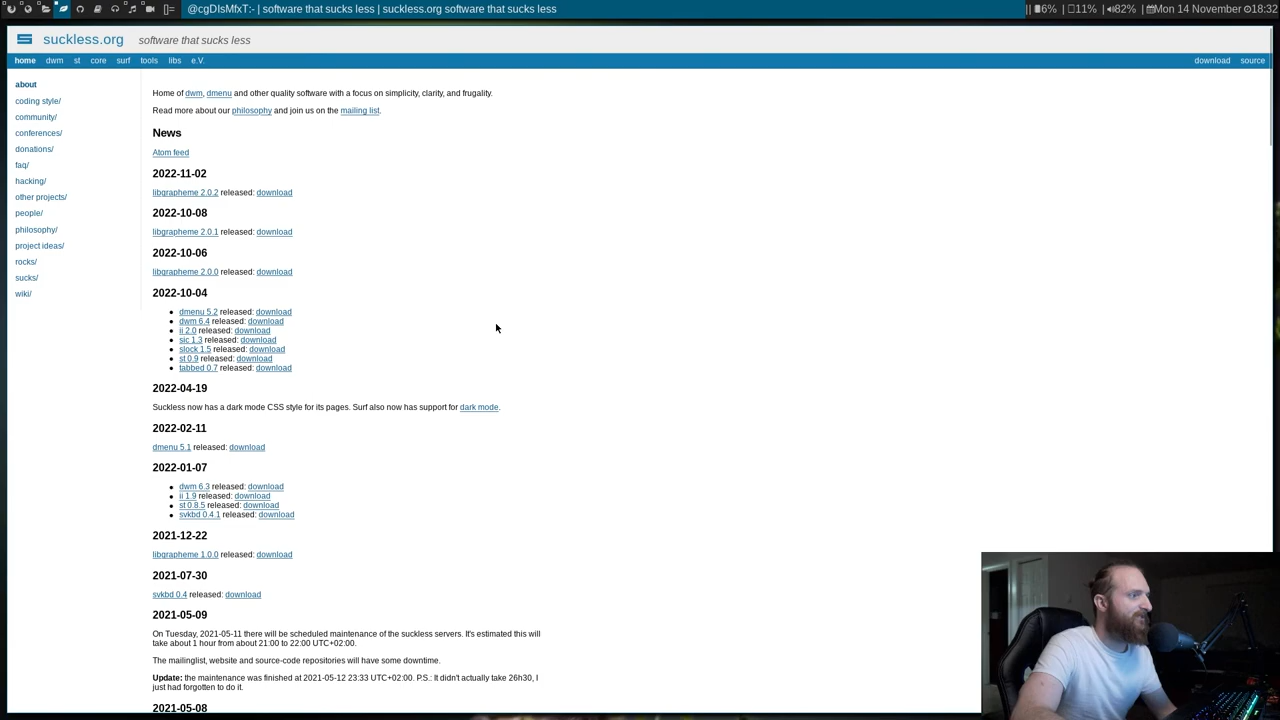 @cgDIsMfxT:- | software that sucks less | suckless.org software that sucks less
6% | 11% | 82% | Mon 14 November 18:32
suckless.org software that sucks less
home dwm st core surf tools libs e.V. download source
about
coding style/
community/
conferences/
donations/
faq/
hacking/
other projects/
people/
philosophy/
project ideas/
rocks/
sucks/
wiki/
Home of dwm, dmenu and other quality software with a focus on simplicity, clarity, and frugality.
Read more about our philosophy and join us on the mailing list.
News
Atom feed
2022-11-02
libgrapheme 2.0.2 released: download
2022-10-08
libgrapheme 2.0.1 released: download
2022-10-06
libgrapheme 2.0.0 released: download
2022-10-04
dmenu 5.2 released: download
dwm 6.4 released: download
ii 2.0 released: download
sic 1.3 released: download
slock 1.5 released: download
st 0.9 released: download
tabbed 0.7 released: download
2022-04-19
Suckless now has a dark mode CSS style for its pages. Surf also now has support for dark mode.
2022-02-11
dmenu 5.1 released: download
2022-01-07
dwm 6.3 released: download
ii 1.9 released: download
st 0.8.5 released: download
svkbd 0.4.1 released: download
2021-12-22
libgrapheme 1.0.0 released: download
2021-07-30
svkbd 0.4 released: download
2021-05-09
On Tuesday, 2021-05-11 there will be scheduled maintenance of the suckless servers. It's estimated this will
take about 1 hour from about 21:00 to 22:00 UTC+02:00.
The mailinglist, website and source-code repositories will have some downtime.
Update: the maintenance was finished at 2021-05-12 23:33 UTC+02:00. P.S.: It didn't actually take 26h30, I
just had forgotten to do it.
2021-05-08